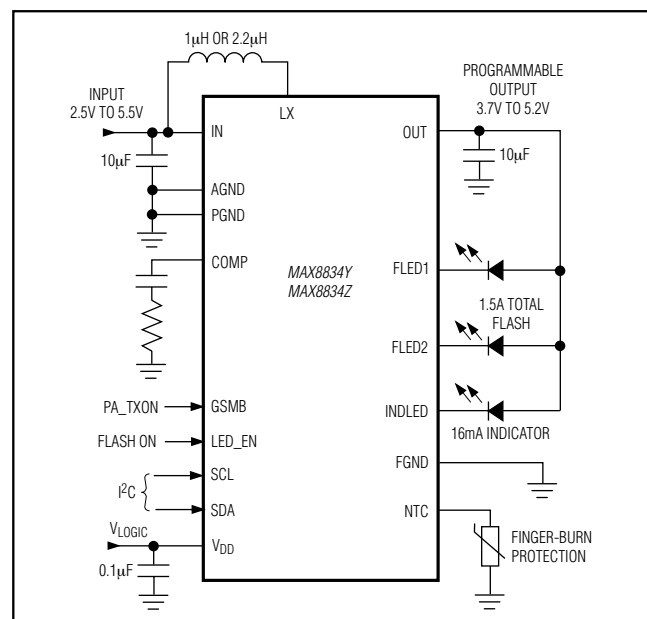 1µH OR 2.2µH
INPUT
2.5V TO 5.5V
10µF
IN
LX
AGND
PGND
COMP
MAX8834Y
MAX8834Z
PROGRAMMABLE
OUTPUT
3.7V TO 5.2V
OUT
10µF
FLED1
1.5A TOTAL
FLASH
FLED2
INDLED
16mA INDICATOR
FGND
NTC
FINGER-BURN
PROTECTION
PA_TXON
GSMB
FLASH ON
LED_EN
I²C
SCL
SDA
VLOGIC
VDD
0.1µF